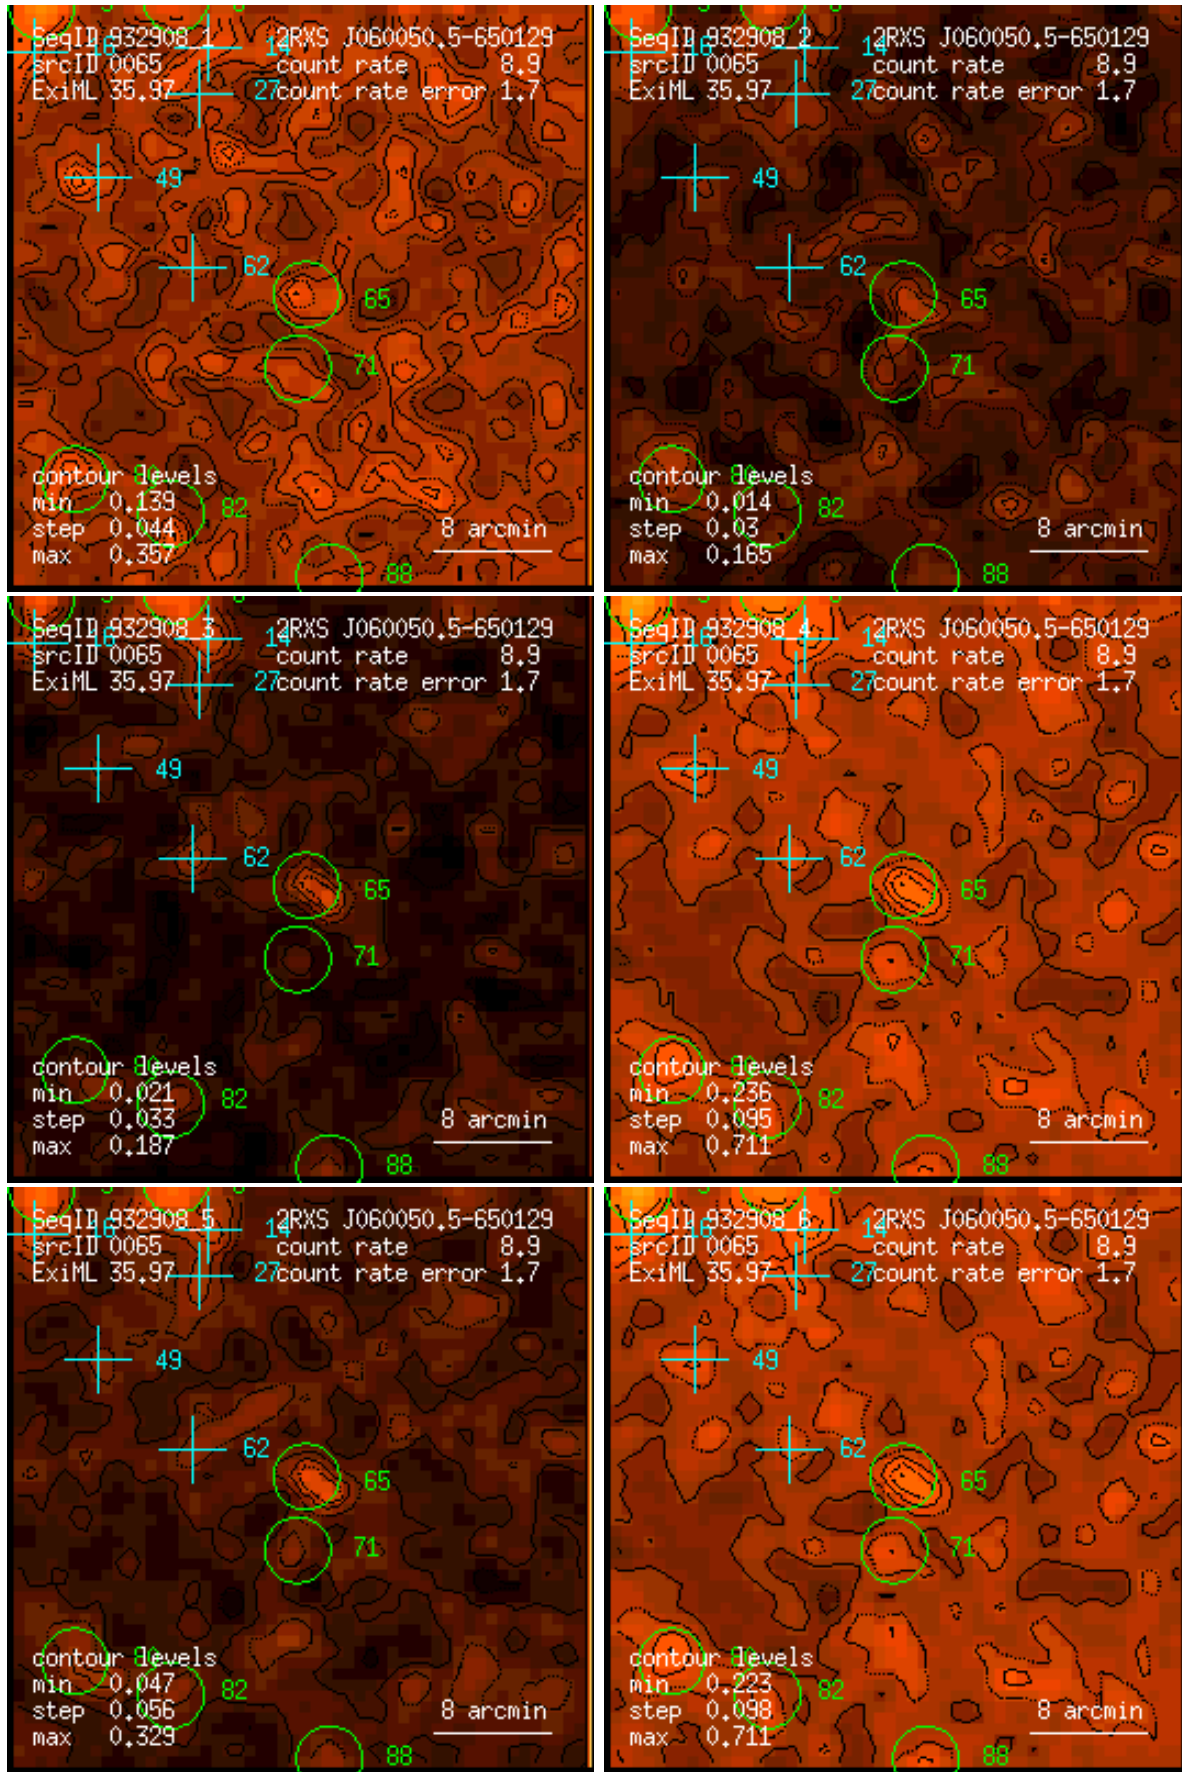 SeqID 932908_1 16 14 2RXS J060050.5-650129
srcID 0065 count rate 8.9
ExiML 35.97 27 count rate error 1.7
49
62
65
71
contour levels
min 0.139 82
step 0.044 8 arcmin
max 0.357
88
SeqID 932908_2 16 14 2RXS J060050.5-650129
srcID 0065 count rate 8.9
ExiML 35.97 27 count rate error 1.7
49
62
65
71
contour levels
min 0.014 82
step 0.03 8 arcmin
max 0.165
88
SeqID 932908_3 16 14 2RXS J060050.5-650129
srcID 0065 count rate 8.9
ExiML 35.97 27 count rate error 1.7
49
62
65
71
contour levels
min 0.021 82
step 0.033 8 arcmin
max 0.187
88
SeqID 932908_4 16 14 2RXS J060050.5-650129
srcID 0065 count rate 8.9
ExiML 35.97 27 count rate error 1.7
49
62
65
71
contour levels
min 0.236 82
step 0.095 8 arcmin
max 0.711
88
SeqID 932908_5 16 14 2RXS J060050.5-650129
srcID 0065 count rate 8.9
ExiML 35.97 27 count rate error 1.7
49
62
65
71
contour levels
min 0.047 82
step 0.056 8 arcmin
max 0.329
88
SeqID 932908_6 16 14 2RXS J060050.5-650129
srcID 0065 count rate 8.9
ExiML 35.97 27 count rate error 1.7
49
62
65
71
contour levels
min 0.223 82
step 0.098 8 arcmin
max 0.711
88